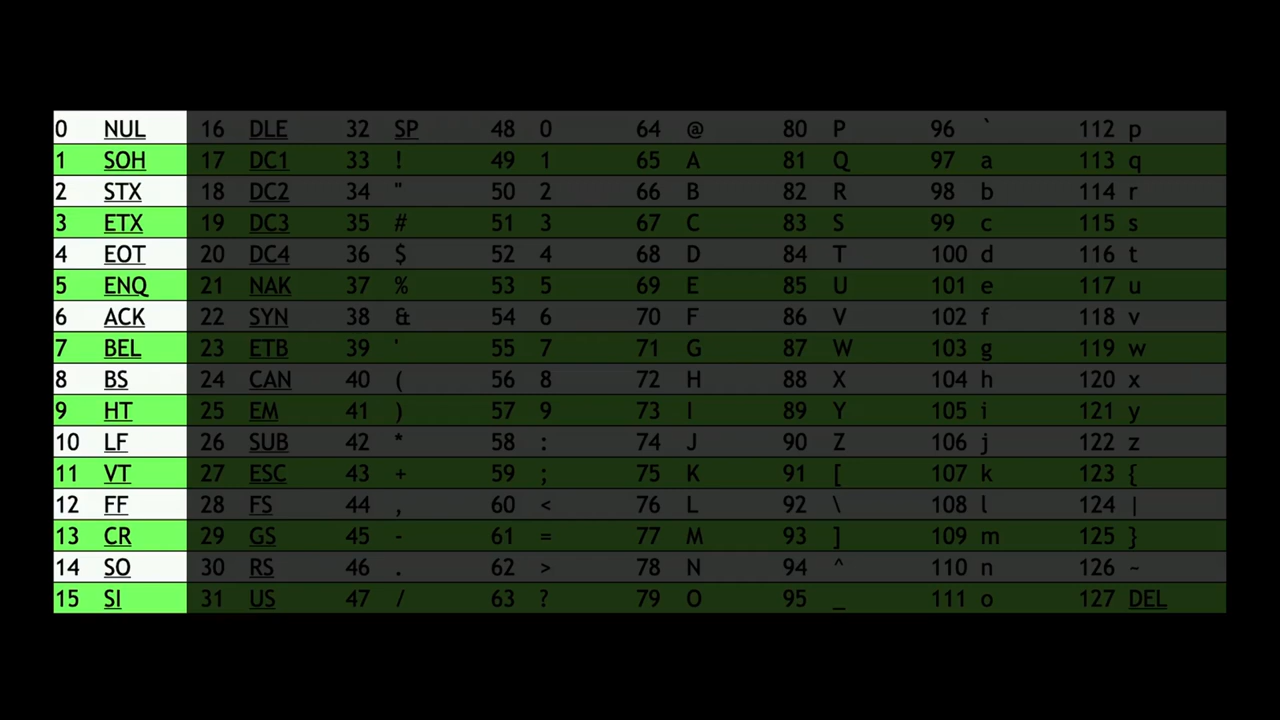 0 NUL 16 DLE 32 SP 48 0 64 @ 80 P 96 ` 112 p
1 SOH 17 DC1 33 ! 49 1 65 A 81 Q 97 a 113 q
2 STX 18 DC2 34 " 50 2 66 B 82 R 98 b 114 r
3 ETX 19 DC3 35 # 51 3 67 C 83 S 99 c 115 s
4 EOT 20 DC4 36 $ 52 4 68 D 84 T 100 d 116 t
5 ENQ 21 NAK 37 % 53 5 69 E 85 U 101 e 117 u
6 ACK 22 SYN 38 & 54 6 70 F 86 V 102 f 118 v
7 BEL 23 ETB 39 ' 55 7 71 G 87 W 103 g 119 w
8 BS 24 CAN 40 ( 56 8 72 H 88 X 104 h 120 x
9 HT 25 EM 41 ) 57 9 73 I 89 Y 105 i 121 y
10 LF 26 SUB 42 * 58 : 74 J 90 Z 106 j 122 z
11 VT 27 ESC 43 + 59 ; 75 K 91 [ 107 k 123 {
12 FF 28 FS 44 , 60 < 76 L 92 \ 108 l 124 |
13 CR 29 GS 45 - 61 = 77 M 93 ] 109 m 125 }
14 SO 30 RS 46 . 62 > 78 N 94 ^ 110 n 126 ~
15 SI 31 US 47 / 63 ? 79 O 95 _ 111 o 127 DEL